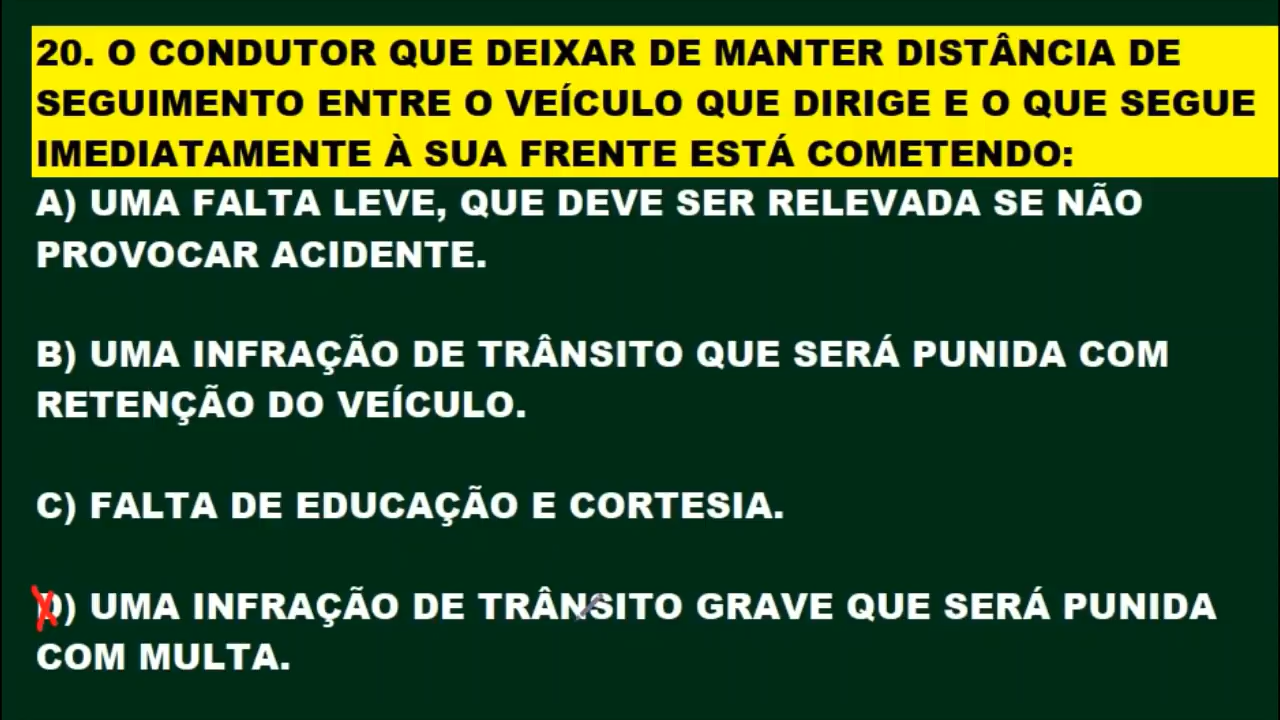 20. O CONDUTOR QUE DEIXAR DE MANTER DISTÂNCIA DE
SEGUIMENTO ENTRE O VEÍCULO QUE DIRIGE E O QUE SEGUE
IMEDIATAMENTE À SUA FRENTE ESTÁ COMETENDO:
A) UMA FALTA LEVE, QUE DEVE SER RELEVADA SE NÃO
PROVOCAR ACIDENTE.
B) UMA INFRAÇÃO DE TRÂNSITO QUE SERÁ PUNIDA COM
RETENÇÃO DO VEÍCULO.
C) FALTA DE EDUCAÇÃO E CORTESIA.
D) UMA INFRAÇÃO DE TRÂNSITO GRAVE QUE SERÁ PUNIDA
COM MULTA.